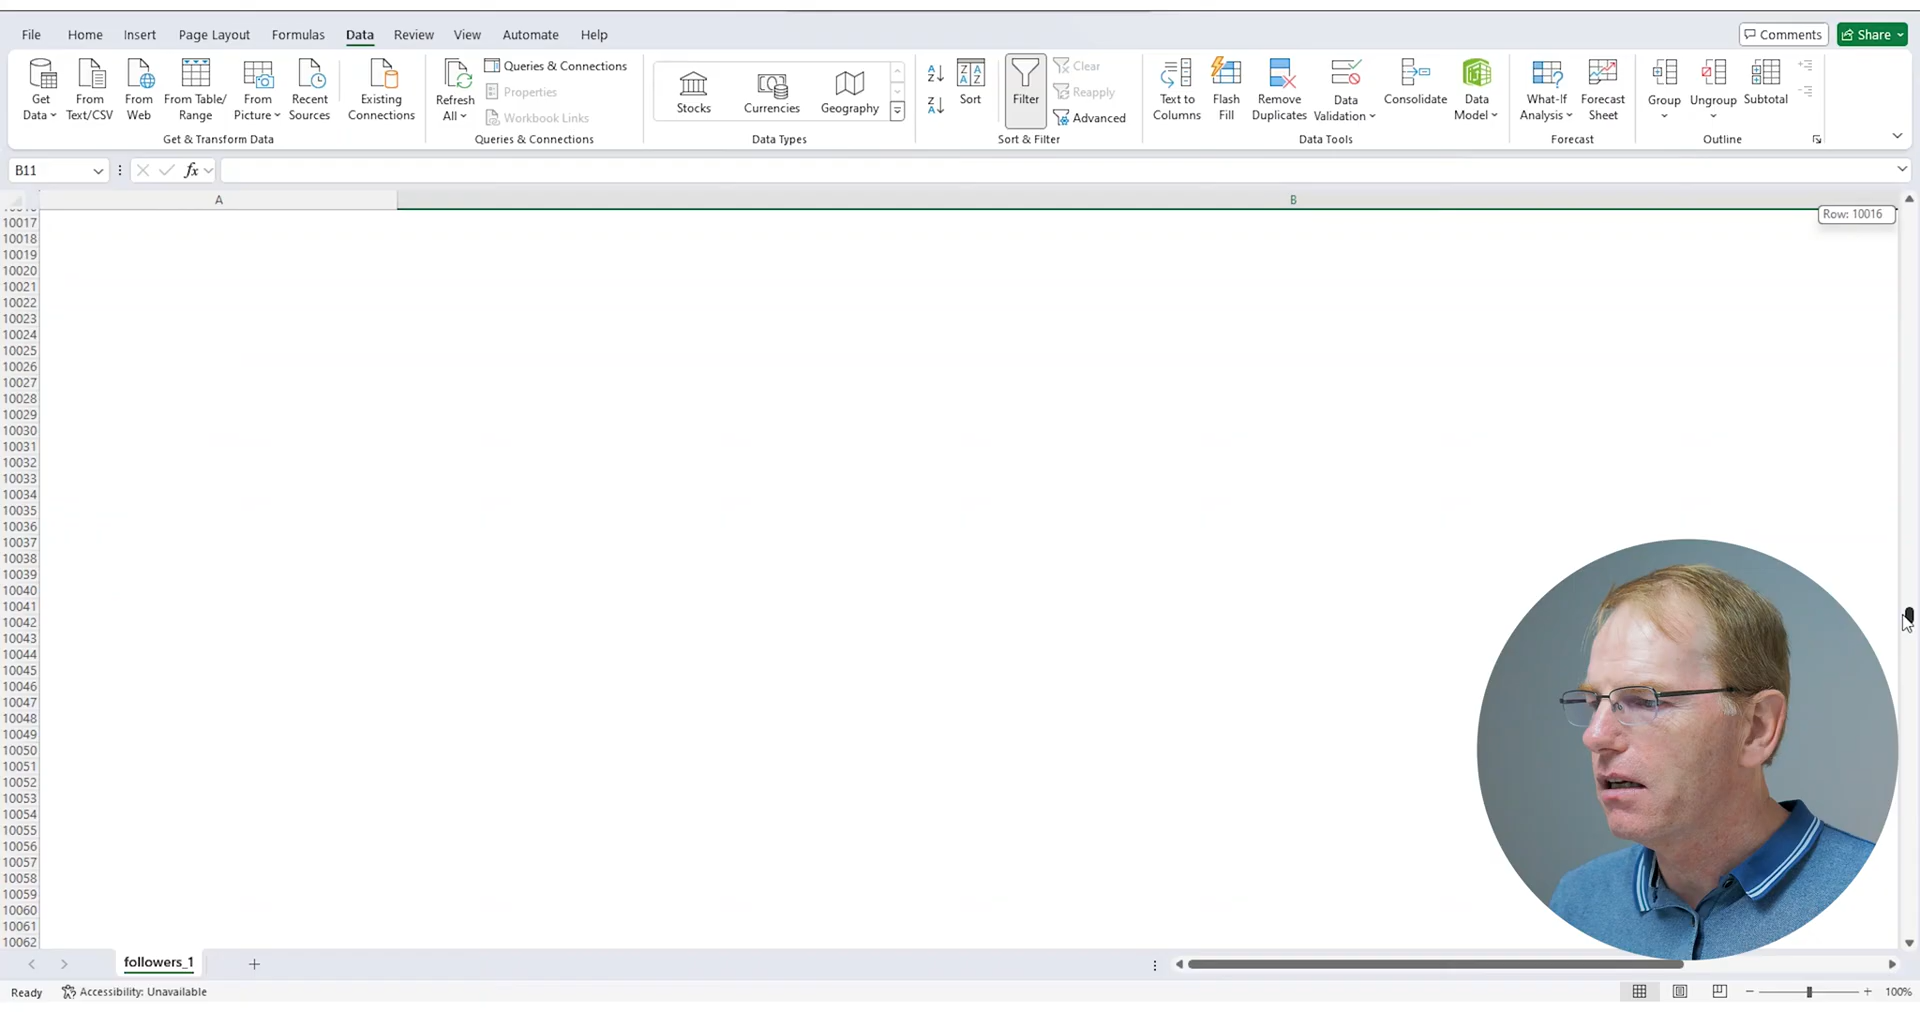 File Home Insert Page Layout Formulas Data Review View Automate Help Comments Share
Get Data
From Text/CSV
From Web
From Table/ Range
From Picture
Recent Sources
Existing Connections
Get & Transform Data
Refresh All
Queries & Connections
Properties
Workbook Links
Queries & Connections
Stocks
Currencies
Geography
Data Types
Sort
Filter
Clear
Reapply
Advanced
Sort & Filter
Text to Columns
Flash Fill
Remove Duplicates
Data Validation
Consolidate
Data Model
Data Tools
What-If Analysis
Forecast Sheet
Forecast
Group
Ungroup
Subtotal
Outline
B11
fx
A B
Row: 10016
10017
10018
10019
10020
10021
10022
10023
10024
10025
10026
10027
10028
10029
10030
10031
10032
10033
10034
10035
10036
10037
10038
10039
10040
10041
10042
10043
10044
10045
10046
10047
10048
10049
10050
10051
10052
10053
10054
10055
10056
10057
10058
10059
10060
10061
10062
followers_1
Ready Accessibility: Unavailable 100%